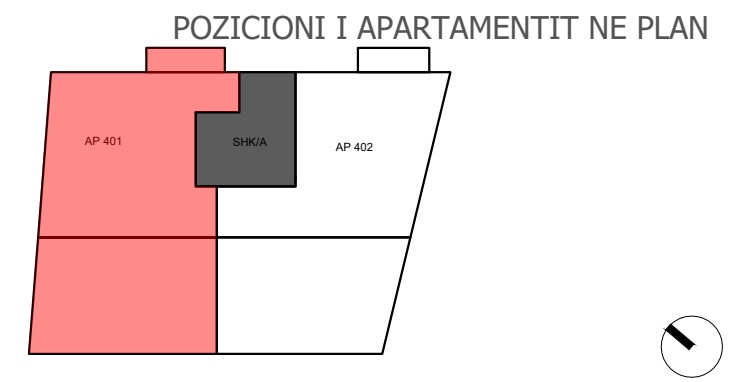 POZICIONI I APARTAMENTIT NE PLAN
AP 401
SHK/A
AP 402